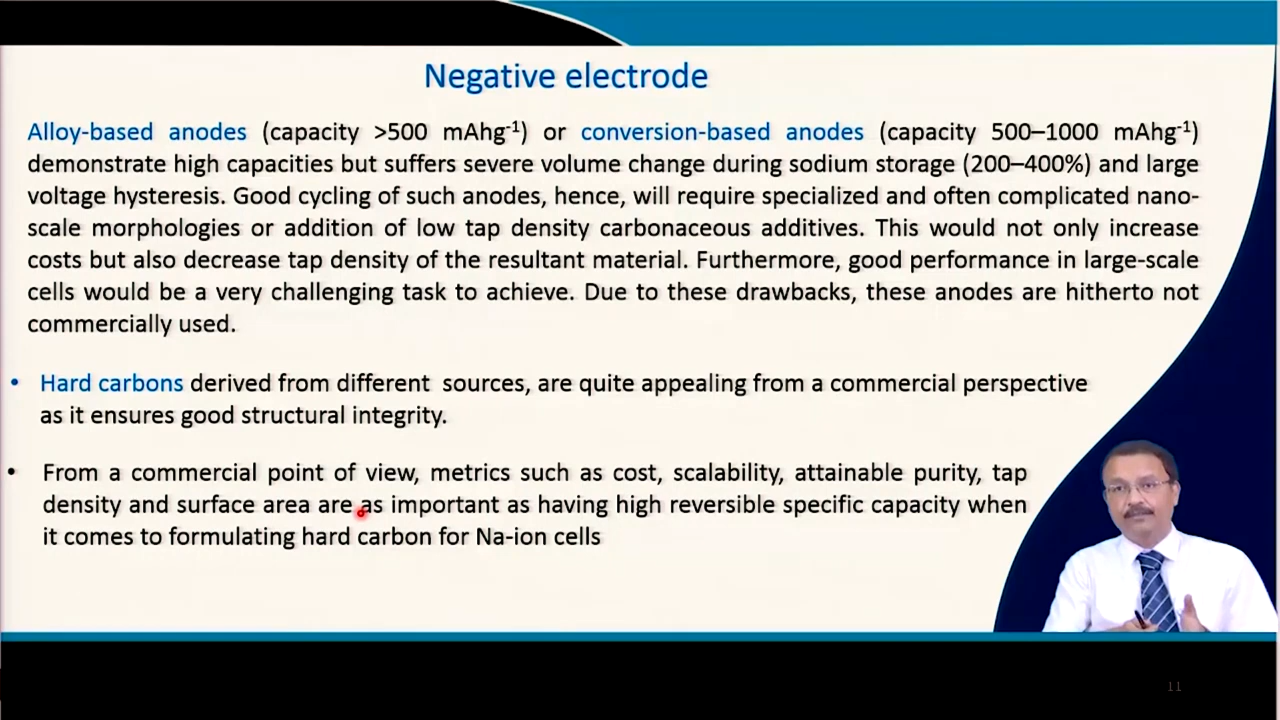 Negative electrode
Alloy-based anodes (capacity >500 mAhg⁻¹) or conversion-based anodes (capacity 500–1000 mAhg⁻¹)
demonstrate high capacities but suffers severe volume change during sodium storage (200–400%) and large
voltage hysteresis. Good cycling of such anodes, hence, will require specialized and often complicated nano-
scale morphologies or addition of low tap density carbonaceous additives. This would not only increase
costs but also decrease tap density of the resultant material. Furthermore, good performance in large-scale
cells would be a very challenging task to achieve. Due to these drawbacks, these anodes are hitherto not
commercially used.
• Hard carbons derived from different sources, are quite appealing from a commercial perspective
as it ensures good structural integrity.
• From a commercial point of view, metrics such as cost, scalability, attainable purity, tap
density and surface area are as important as having high reversible specific capacity when
it comes to formulating hard carbon for Na-ion cells
11